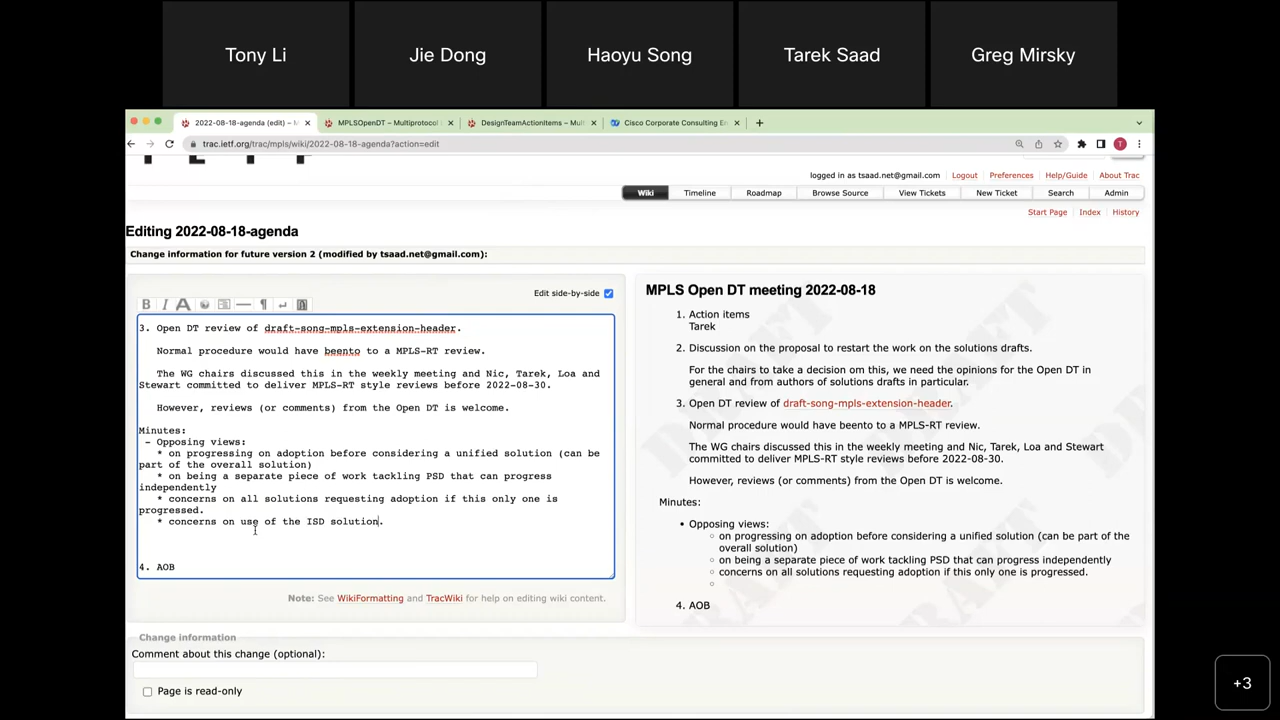 Tony Li
Jie Dong
Haoyu Song
Tarek Saad
Greg Mirsky
2022-08-18-agenda (edit) –
MPLSOpenDT – Multiprotocol
DesignTeamActionItems – Mult
Cisco Corporate Consulting En
trac.ietf.org/trac/mpls/wiki/2022-08-18-agenda?action=edit
T
logged in as tsaad.net@gmail.com
Logout
Preferences
Help/Guide
About Trac
Wiki
Timeline
Roadmap
Browse Source
View Tickets
New Ticket
Search
Admin
Start Page
Index
History
Editing 2022-08-18-agenda
Change information for future version 2 (modified by tsaad.net@gmail.com):
Edit side-by-side
B I A
3. Open DT review of draft-song-mpls-extension-header.
Normal procedure would have beento to a MPLS-RT review.
The WG chairs discussed this in the weekly meeting and Nic, Tarek, Loa and
Stewart committed to deliver MPLS-RT style reviews before 2022-08-30.
However, reviews (or comments) from the Open DT is welcome.
Minutes:
- Opposing views:
* on progressing on adoption before considering a unified solution (can be
part of the overall solution)
* on being a separate piece of work tackling PSD that can progress
independently
* concerns on all solutions requesting adoption if this only one is
progressed.
* concerns on use of the ISD solution.
4. AOB
Note: See WikiFormatting and TracWiki for help on editing wiki content.
MPLS Open DT meeting 2022-08-18
1. Action items
Tarek
2. Discussion on the proposal to restart the work on the solutions drafts.
For the chairs to take a decision om this, we need the opinions for the Open DT in
general and from authors of solutions drafts in particular.
3. Open DT review of draft-song-mpls-extension-header.
Normal procedure would have beento to a MPLS-RT review.
The WG chairs discussed this in the weekly meeting and Nic, Tarek, Loa and Stewart
committed to deliver MPLS-RT style reviews before 2022-08-30.
However, reviews (or comments) from the Open DT is welcome.
Minutes:
• Opposing views:
○ on progressing on adoption before considering a unified solution (can be part of the
overall solution)
○ on being a separate piece of work tackling PSD that can progress independently
○ concerns on all solutions requesting adoption if this only one is progressed.
○
4. AOB
Change information
Comment about this change (optional):
Page is read-only
+3